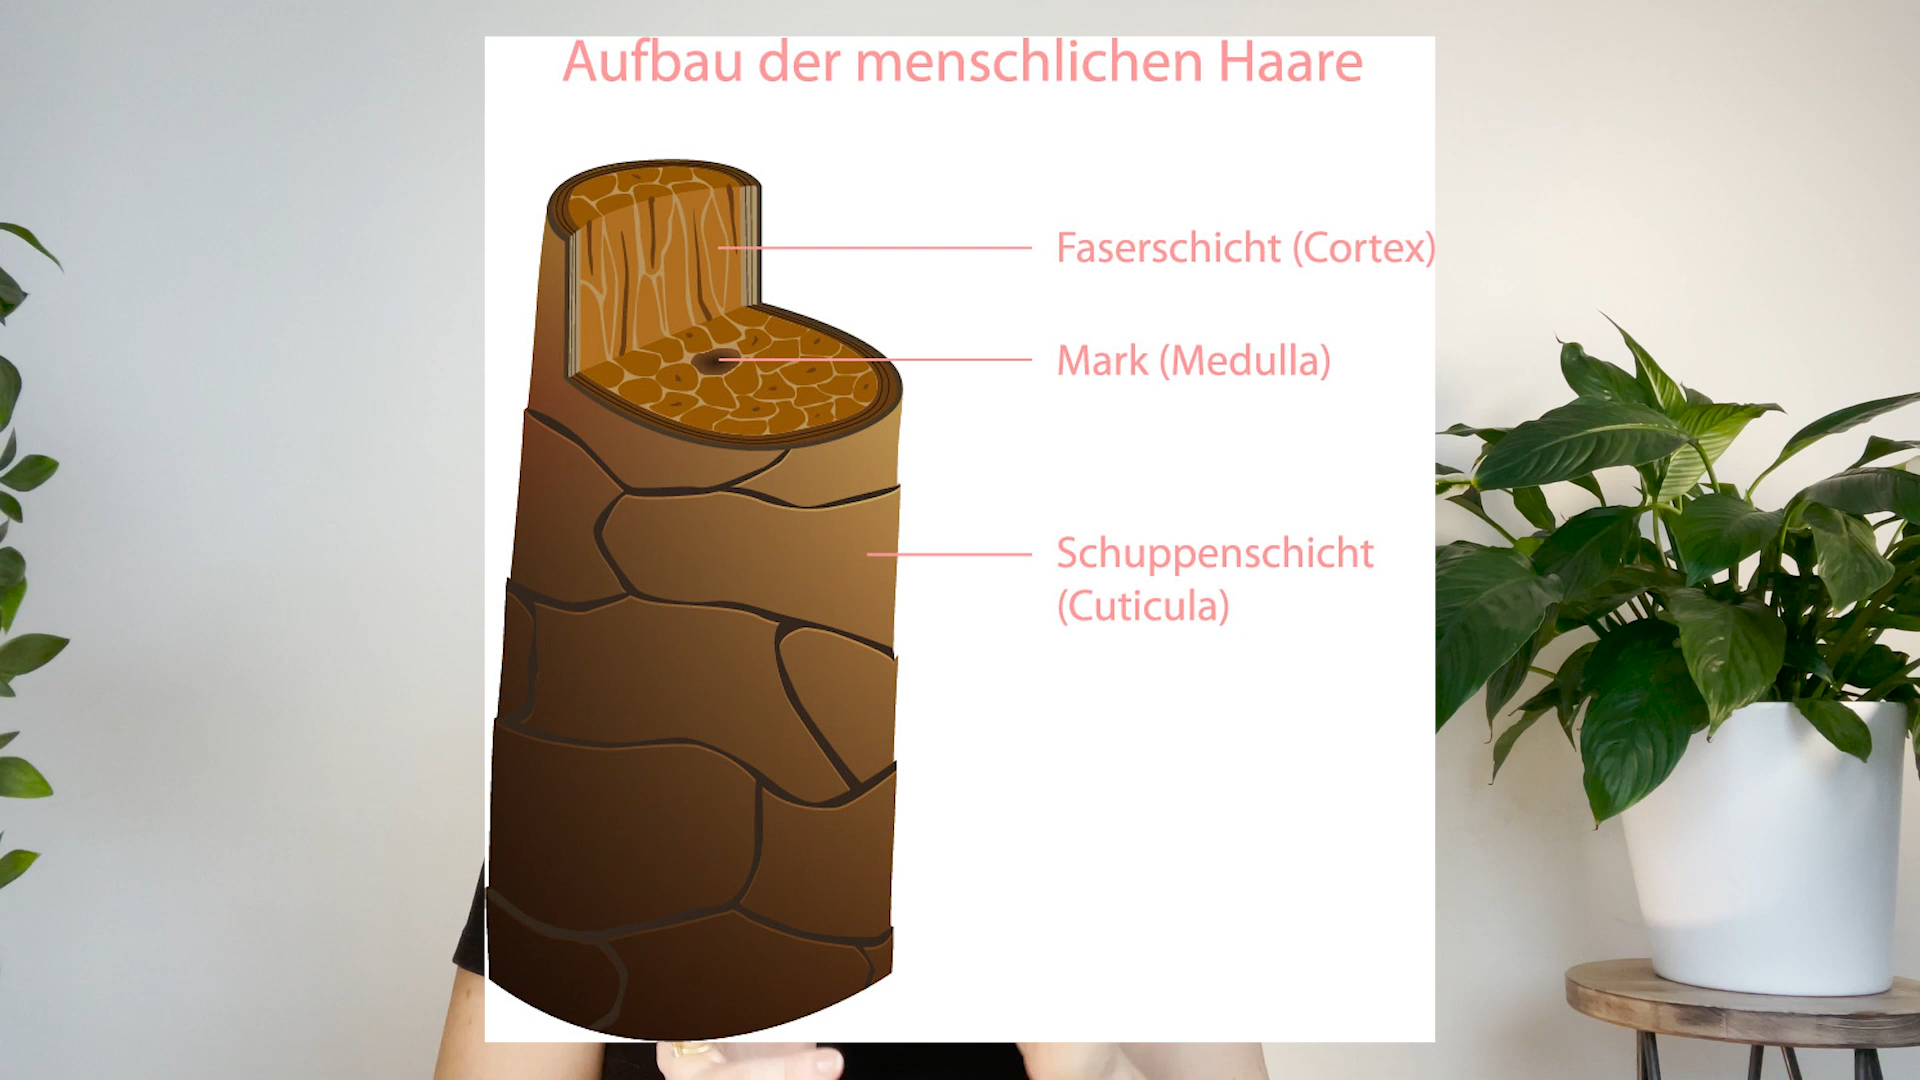 Aufbau der menschlichen Haare
Faserschicht (Cortex)
Mark (Medulla)
Schuppenschicht
(Cuticula)